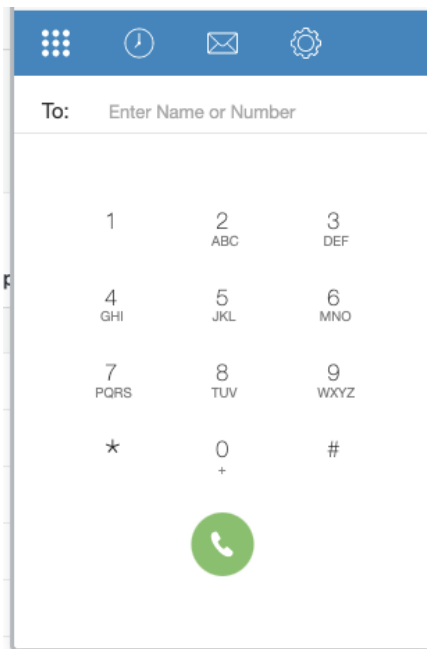 To: Enter Name or Number
1 2 3
ABC DEF
4 5 6
GHI JKL MNO
7 8 9
PQRS TUV WXYZ
* 0 #
+